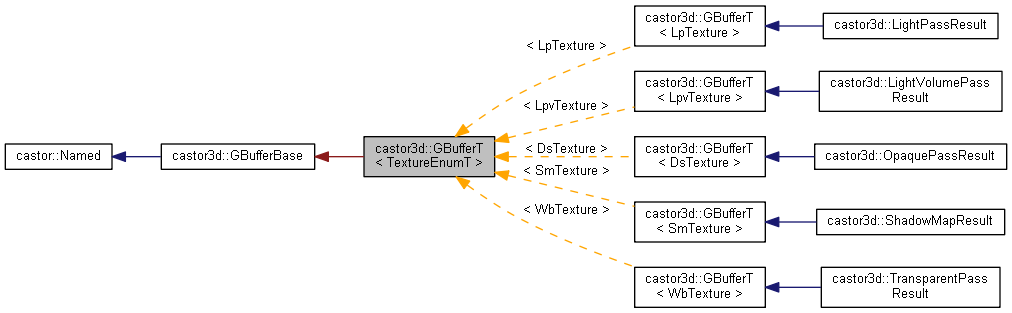 castor::Named
castor3d::GBufferBase
castor3d::GBufferT
< TextureEnumT >
< LpTexture >
< LpvTexture >
< DsTexture >
< SmTexture >
< WbTexture >
castor3d::GBufferT
< LpTexture >
castor3d::LightPassResult
castor3d::GBufferT
< LpvTexture >
castor3d::LightVolumePass
Result
castor3d::GBufferT
< DsTexture >
castor3d::OpaquePassResult
castor3d::GBufferT
< SmTexture >
castor3d::ShadowMapResult
castor3d::GBufferT
< WbTexture >
castor3d::TransparentPass
Result